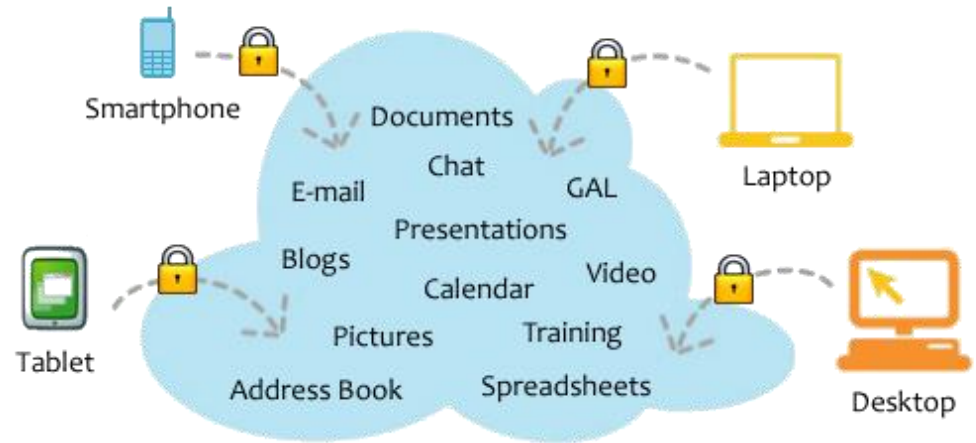 Smartphone
Documents
Chat
E-mail
GAL
Laptop
Presentations
Blogs
Video
Calendar
Tablet
Pictures
Training
Address Book
Spreadsheets
Desktop